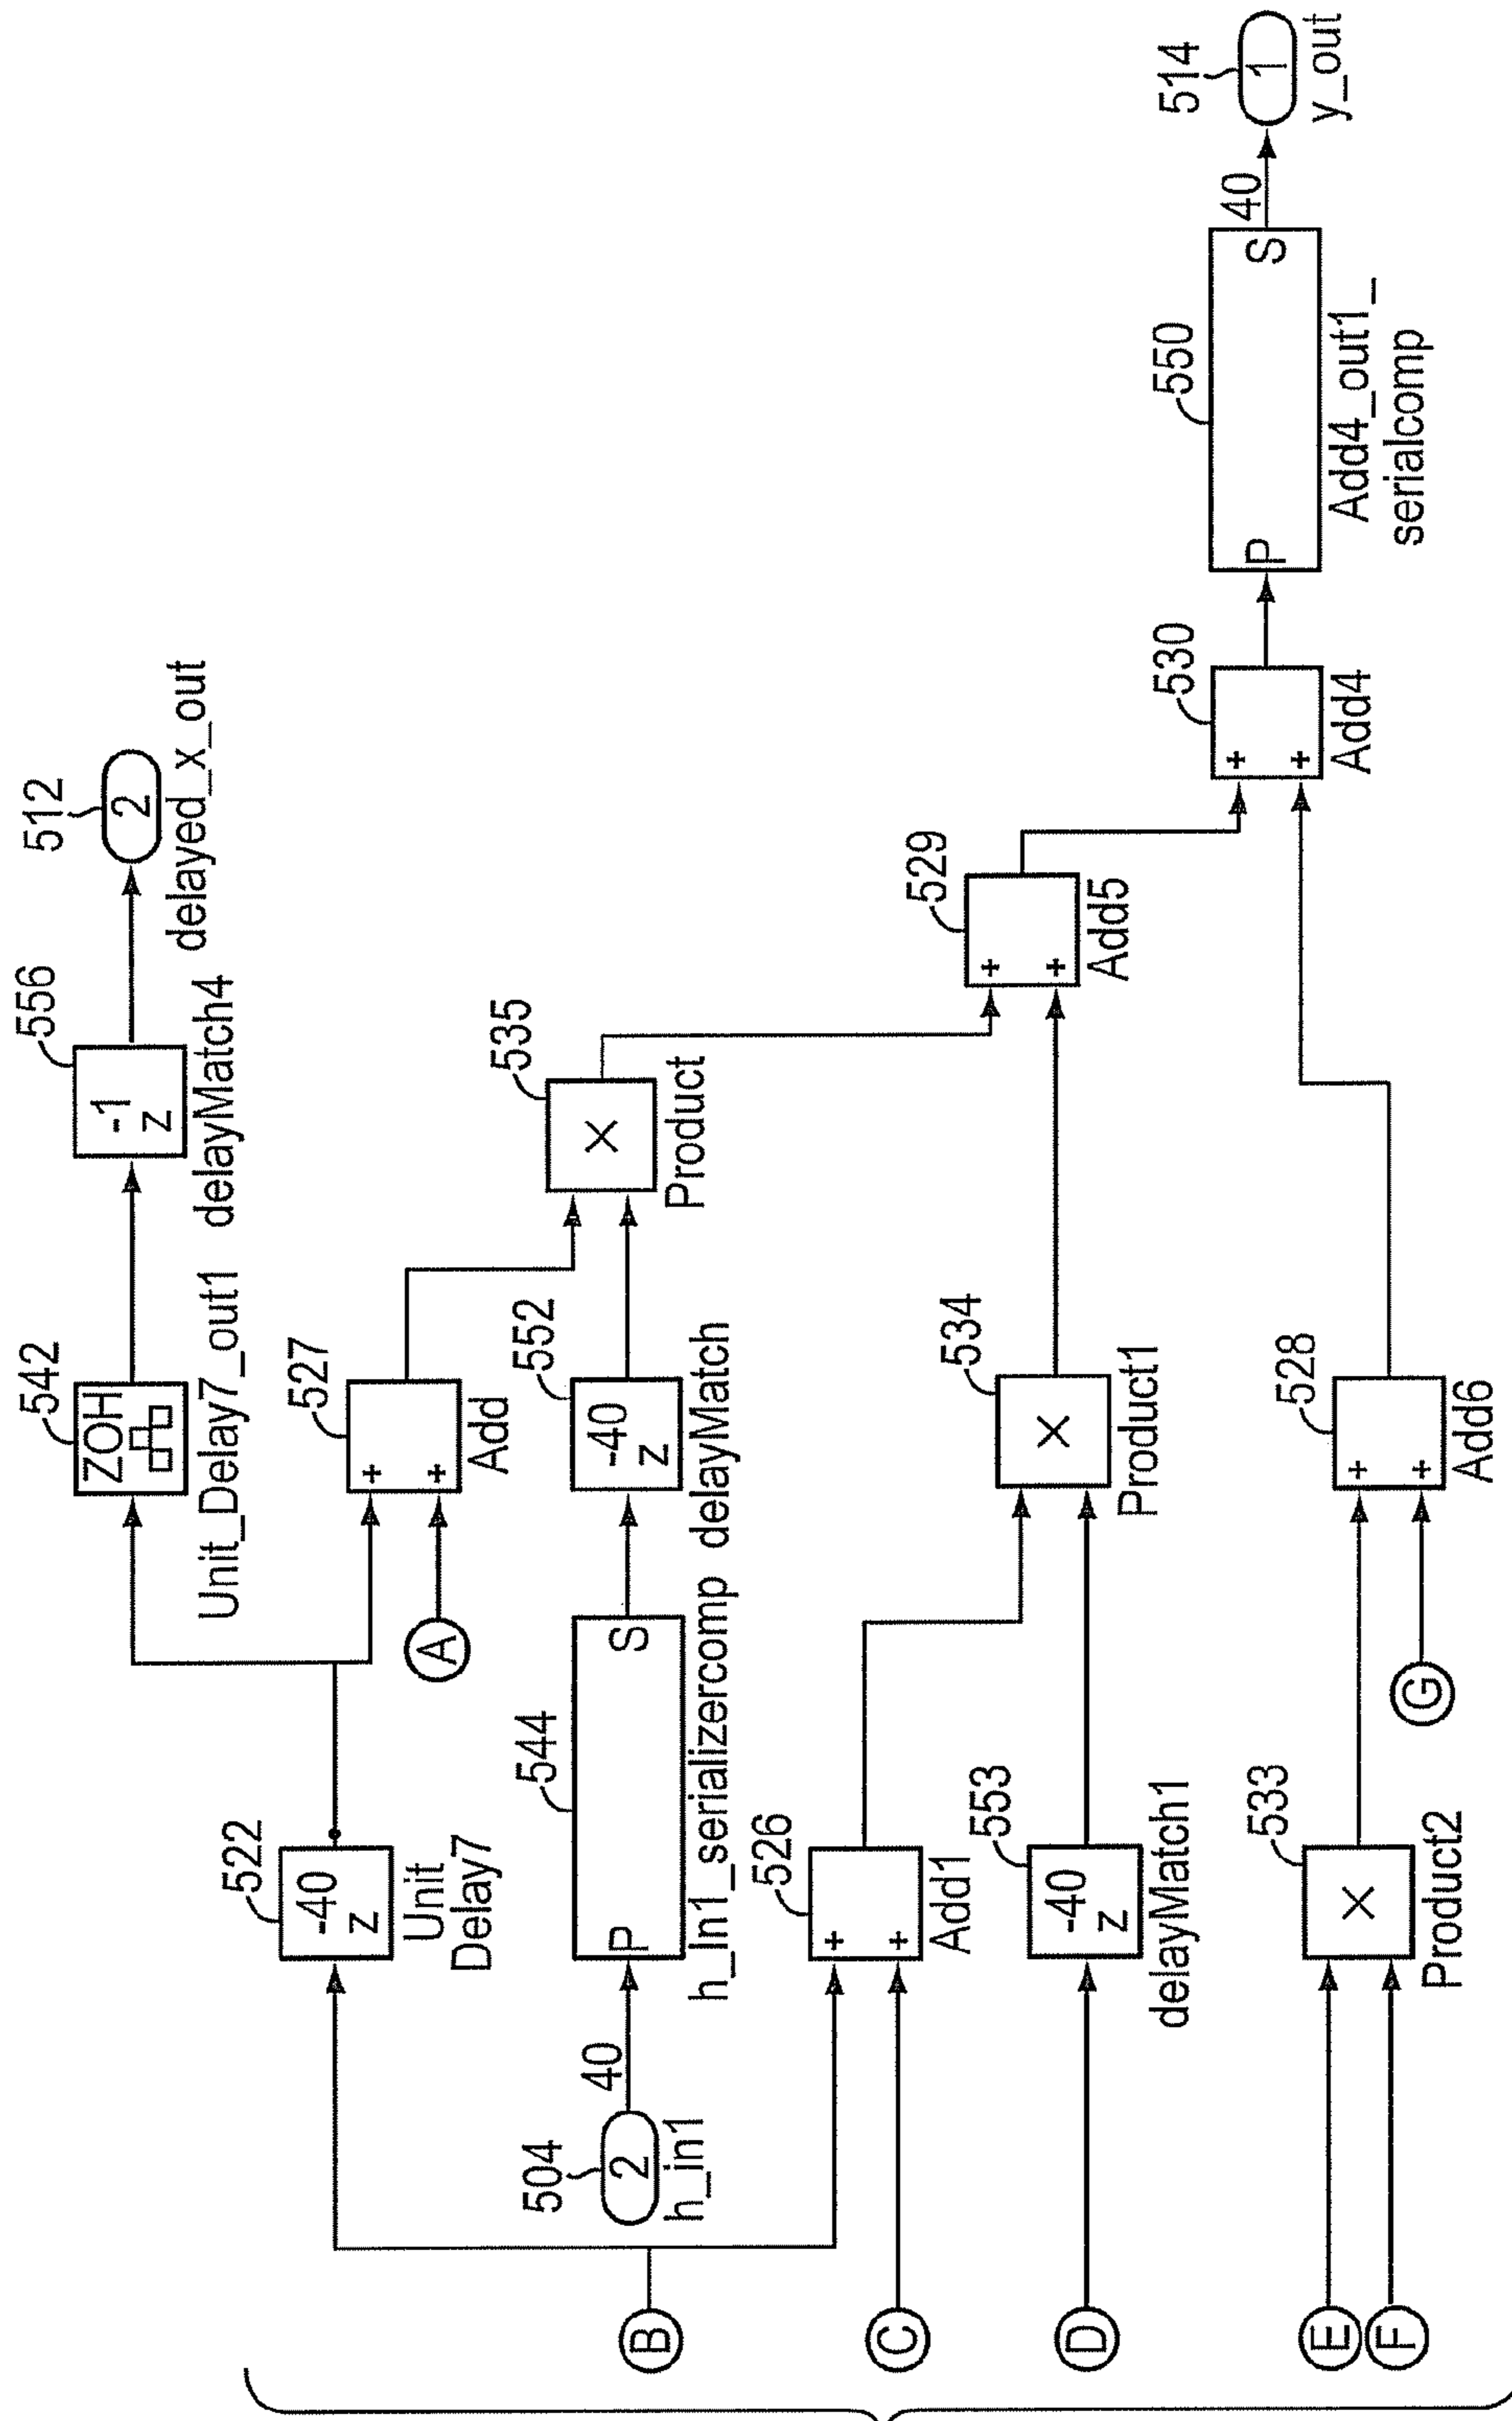 512
2
delayed_x_out
556
-1
z
delayMatch4
542
ZOH
Unit_Delay7_out1
522
-40
z
Unit
Delay7
527
+
+
Add
A
535
×
Product
552
-40
z
delayMatch
544
P
S
h_In1_serializercomp
504
2
h_in1
40
B
526
+
+
Add1
C
529
+
+
Add5
534
×
Product1
553
-40
z
delayMatch1
D
514
1
y_out
40
550
P
S
Add4_out1_
serialcomp
530
+
+
Add4
528
+
+
Add6
G
533
×
Product2
E
F